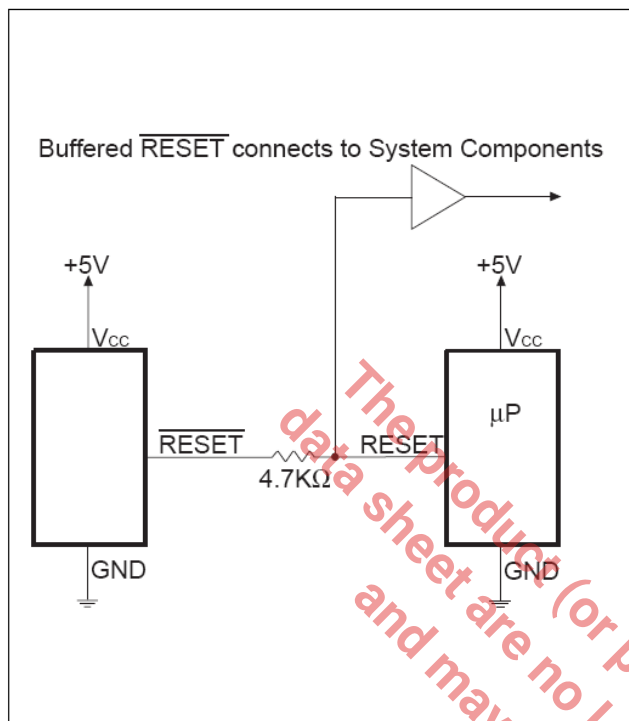 Buffered RESET connects to System Components
+5V
+5V
Vcc
Vcc
μP
RESET
RESET
4.7KΩ
GND
GND
The product (or p
data sheet are no l
and may